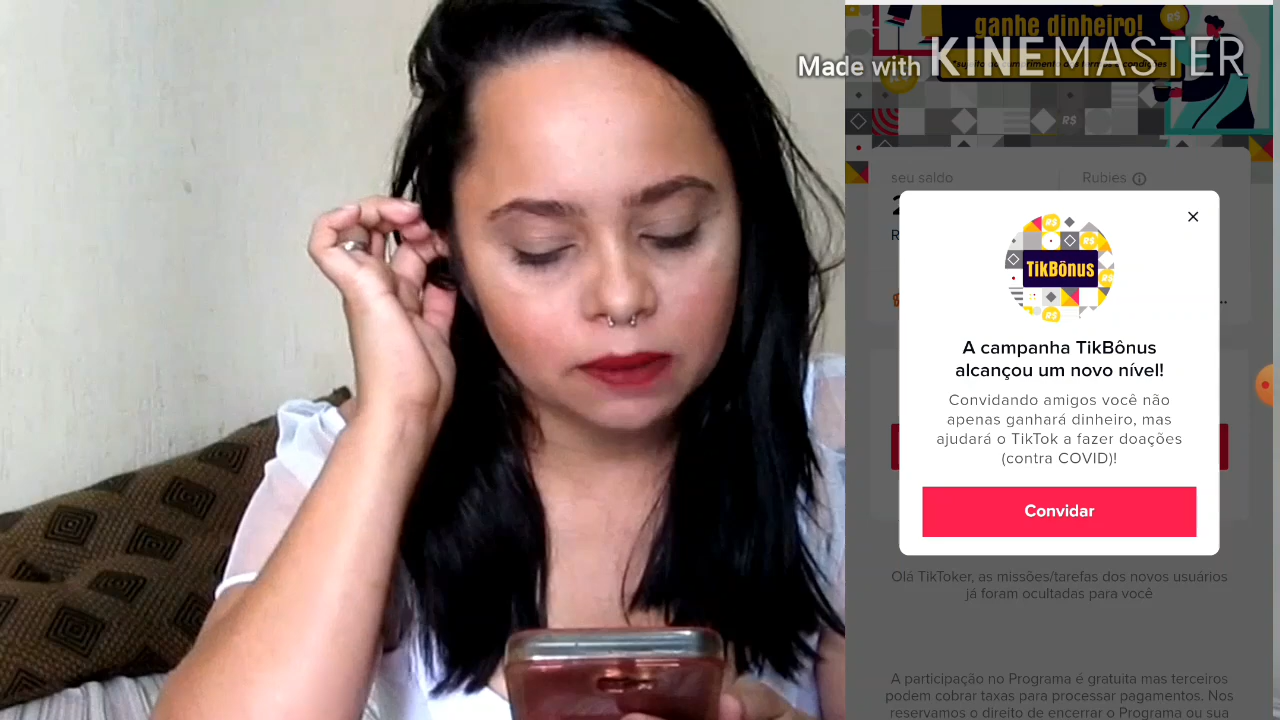 ganhe dinheiro!
Made with KINEMASTER
R$
seu saldo
Rubies
R$
R$
TikBônus
R$
A campanha TikBônus
alcançou um novo nível!
Convidando amigos você não
apenas ganhará dinheiro, mas
ajudará o TikTok a fazer doações
(contra COVID)!
Convidar
Olá TikToker, as missões/tarefas dos novos usuários
já foram ocultadas para você
A participação no Programa é gratuita mas terceiros
podem cobrar taxas para processar pagamentos. Nos
reservamos o direito de encerrar o Programa ou sua